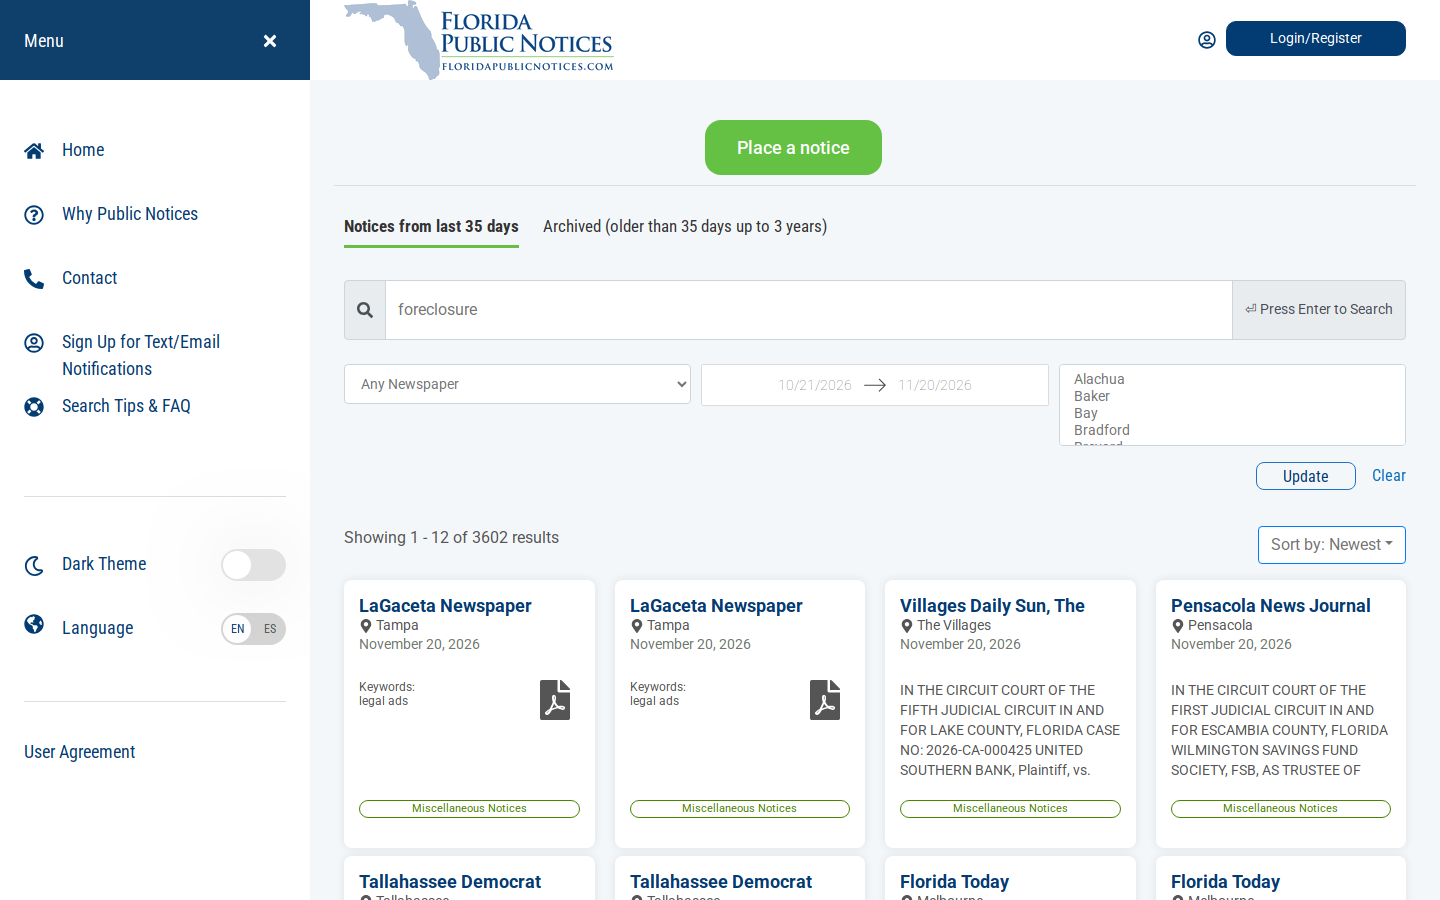 Menu
Home
Why Public Notices
Contact
Sign Up for Text/Email
Notifications
Search Tips & FAQ
Dark Theme
Language
EN ES
User Agreement
FLORIDA
PUBLIC NOTICES
FLORIDAPUBLICNOTICES.COM
Login/Register
Place a notice
Notices from last 35 days
Archived (older than 35 days up to 3 years)
foreclosure
⏎ Press Enter to Search
Any Newspaper
10/21/2026
11/20/2026
Alachua
Baker
Bay
Bradford
Brevard
Update
Clear
Showing 1 - 12 of 3602 results
Sort by: Newest
LaGaceta Newspaper
Tampa
November 20, 2026
Keywords:
legal ads
Miscellaneous Notices
LaGaceta Newspaper
Tampa
November 20, 2026
Keywords:
legal ads
Miscellaneous Notices
Villages Daily Sun, The
The Villages
November 20, 2026
IN THE CIRCUIT COURT OF THE
FIFTH JUDICIAL CIRCUIT IN AND
FOR LAKE COUNTY, FLORIDA CASE
NO: 2026-CA-000425 UNITED
SOUTHERN BANK, Plaintiff, vs.
Miscellaneous Notices
Pensacola News Journal
Pensacola
November 20, 2026
IN THE CIRCUIT COURT OF THE
FIRST JUDICIAL CIRCUIT IN AND
FOR ESCAMBIA COUNTY, FLORIDA
WILMINGTON SAVINGS FUND
SOCIETY, FSB, AS TRUSTEE OF
Miscellaneous Notices
Tallahassee Democrat
Tallahassee
Tallahassee Democrat
Tallahassee
Florida Today
Melbourne
Florida Today
Melbourne